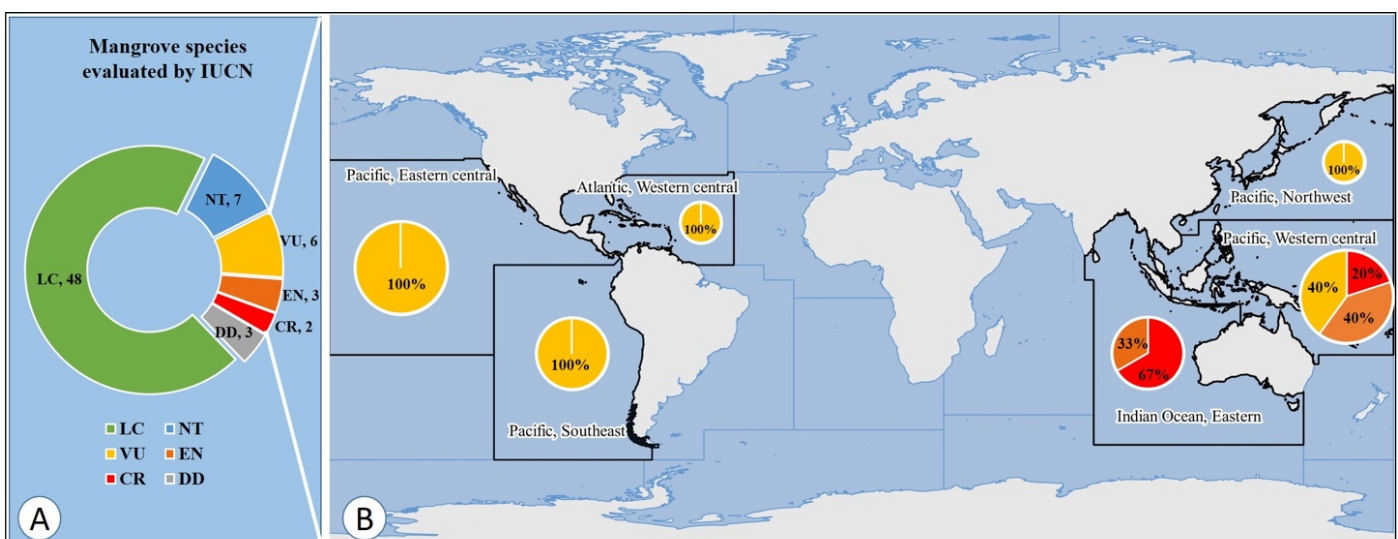 Mangrove species
evaluated by IUCN
NT, 7
VU, 6
LC, 48
EN, 3
CR, 2
DD, 3
LC NT
VU EN
CR DD
A
Pacific, Eastern central
100%
Atlantic, Western central
100%
100%
Pacific, Southeast
100%
Pacific, Northwest
Pacific, Western central
20%
40%
40%
33%
67%
Indian Ocean, Eastern
B